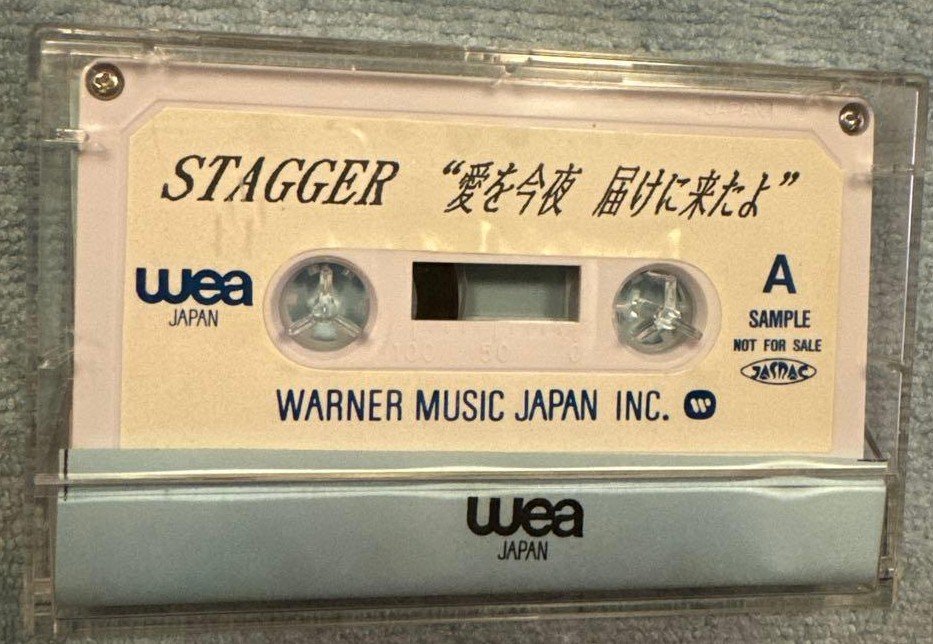 JAPAN
STAGGER “愛を今夜 届けに来たよ”
wea
JAPAN
A
SAMPLE
NOT FOR SALE
JASRAC
100 50 0
WARNER MUSIC JAPAN INC.
wea
JAPAN